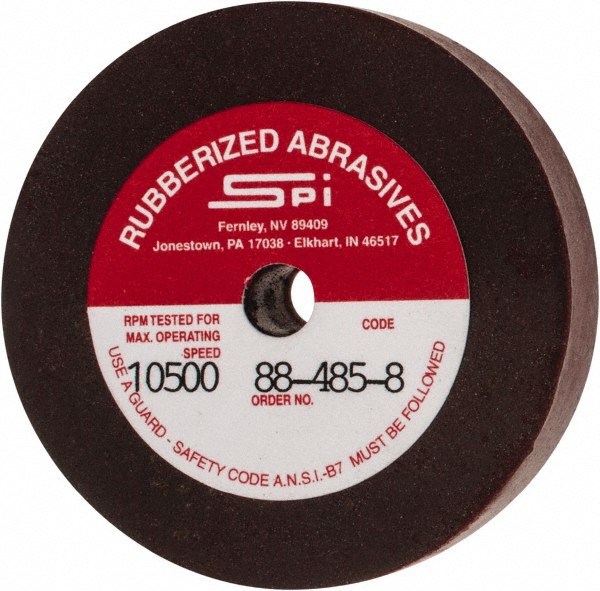 RUBBERIZED ABRASIVES
Spi
Fernley, NV 89409
Jonestown, PA 17038 · Elkhart, IN 46517
RPM TESTED FOR
MAX. OPERATING
SPEED
10500
CODE
88-485-8
ORDER NO.
USE A GUARD - SAFETY CODE A.N.S.I.-B7 MUST BE FOLLOWED